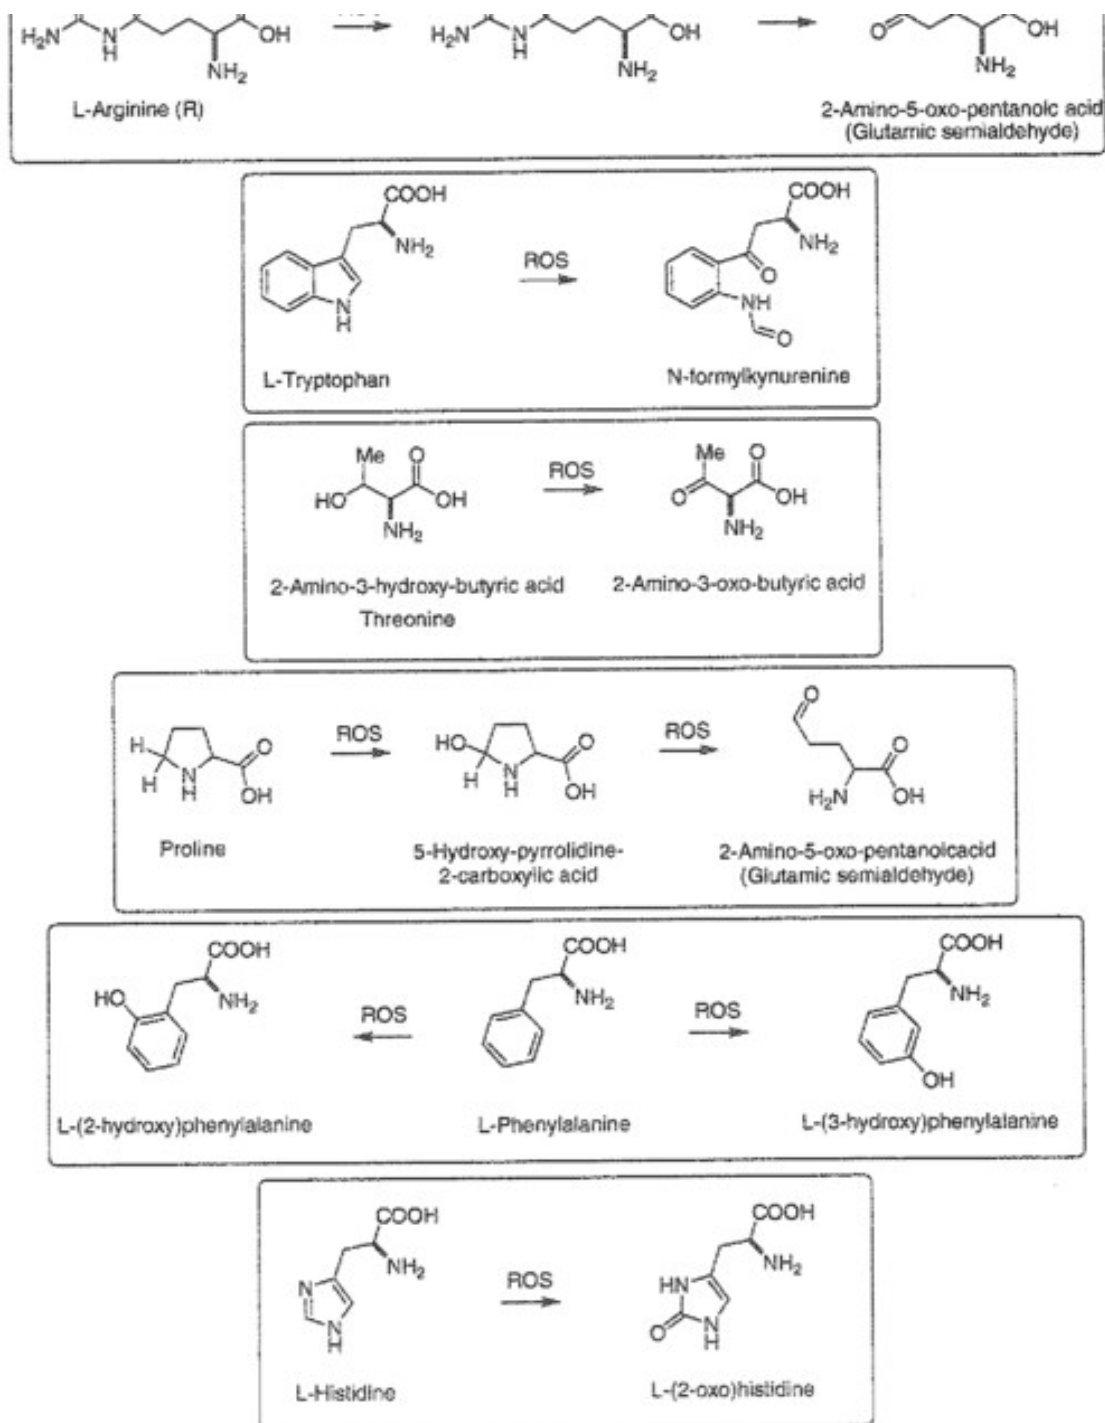 H₂N N H NH₂ OH
H₂N N H NH₂ OH
O NH₂ OH
L-Arginine (R)
2-Amino-5-oxo-pentanoic acid
(Glutamic semialdehyde)
COOH
NH₂
N
H
ROS
COOH
NH₂
O
NH
O
L-Tryptophan
N-formylkynurenine
Me O
HO OH
NH₂
ROS
Me O
O OH
NH₂
2-Amino-3-hydroxy-butyric acid
Threonine
2-Amino-3-oxo-butyric acid
H
H
N
H
O
OH
ROS
HO
H
N
H
O
OH
ROS
O
O
H₂N OH
Proline
5-Hydroxy-pyrrolidine-
2-carboxylic acid
2-Amino-5-oxo-pentanoicacid
(Glutamic semialdehyde)
COOH
HO NH₂
ROS
COOH
NH₂
ROS
COOH
NH₂
OH
L-(2-hydroxy)phenylalanine
L-Phenylalanine
L-(3-hydroxy)phenylalanine
COOH
NH₂
N
N
H
ROS
COOH
NH₂
HN
O
N
H
L-Histidine
L-(2-oxo)histidine